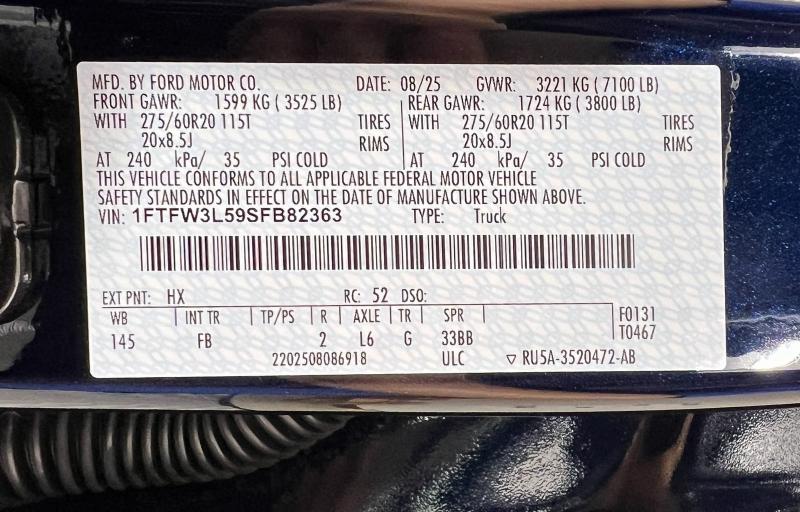 MFD. BY FORD MOTOR CO. DATE: 08/25 GVWR: 3221 KG ( 7100 LB)
FRONT GAWR: 1599 KG ( 3525 LB) REAR GAWR: 1724 KG ( 3800 LB)
WITH 275/60R20 115T TIRES WITH 275/60R20 115T TIRES
20x8.5J RIMS 20x8.5J RIMS
AT 240 kPa/ 35 PSI COLD AT 240 kPa/ 35 PSI COLD
THIS VEHICLE CONFORMS TO ALL APPLICABLE FEDERAL MOTOR VEHICLE
SAFETY STANDARDS IN EFFECT ON THE DATE OF MANUFACTURE SHOWN ABOVE.
VIN: 1FTFW3L59SFB82363 TYPE: Truck
EXT PNT: HX RC: 52 DSO:
WB INT TR TP/PS R AXLE TR SPR F0131
145 FB 2 L6 G 33BB T0467
2202508086918 ULC ▽ RU5A-3520472-AB